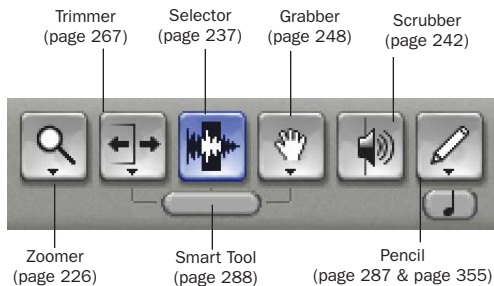 Trimmer
(page 267)
Selector
(page 237)
Grabber
(page 248)
Scrubber
(page 242)
Zoomer
(page 226)
Smart Tool
(page 288)
Pencil
(page 287 & page 355)